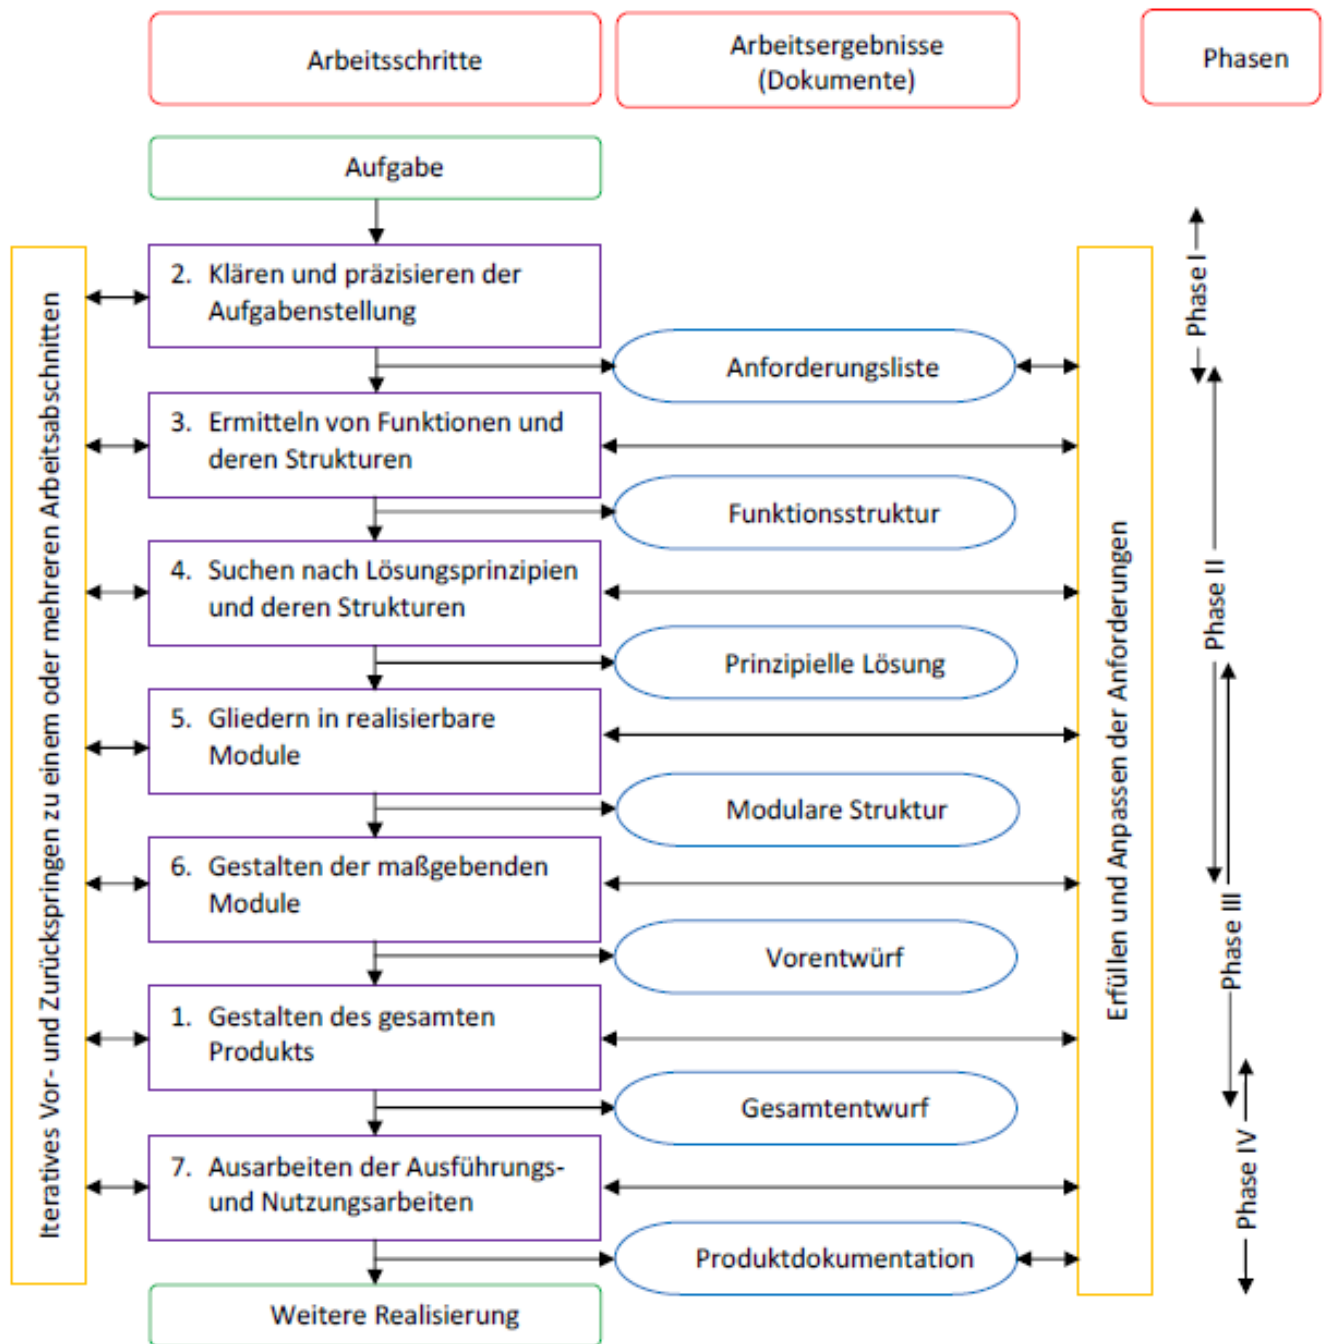 Arbeitsschritte
Arbeitsergebnisse
(Dokumente)
Phasen
Aufgabe
2. Klären und präzisieren der
Aufgabenstellung
Anforderungsliste
3. Ermitteln von Funktionen und
deren Strukturen
Funktionsstruktur
4. Suchen nach Lösungsprinzipien
und deren Strukturen
Prinzipielle Lösung
5. Gliedern in realisierbare
Module
Modulare Struktur
6. Gestalten der maßgebenden
Module
Vorentwürf
1. Gestalten des gesamten
Produkts
Gesamtentwurf
7. Ausarbeiten der Ausführungs-
und Nutzungsarbeiten
Produktdokumentation
Weitere Realisierung
Iteratives Vor- und Zurückspringen zu einem oder mehreren Arbeitsabschnitten
Erfüllen und Anpassen der Anforderungen
Phase I
Phase II
Phase III
Phase IV